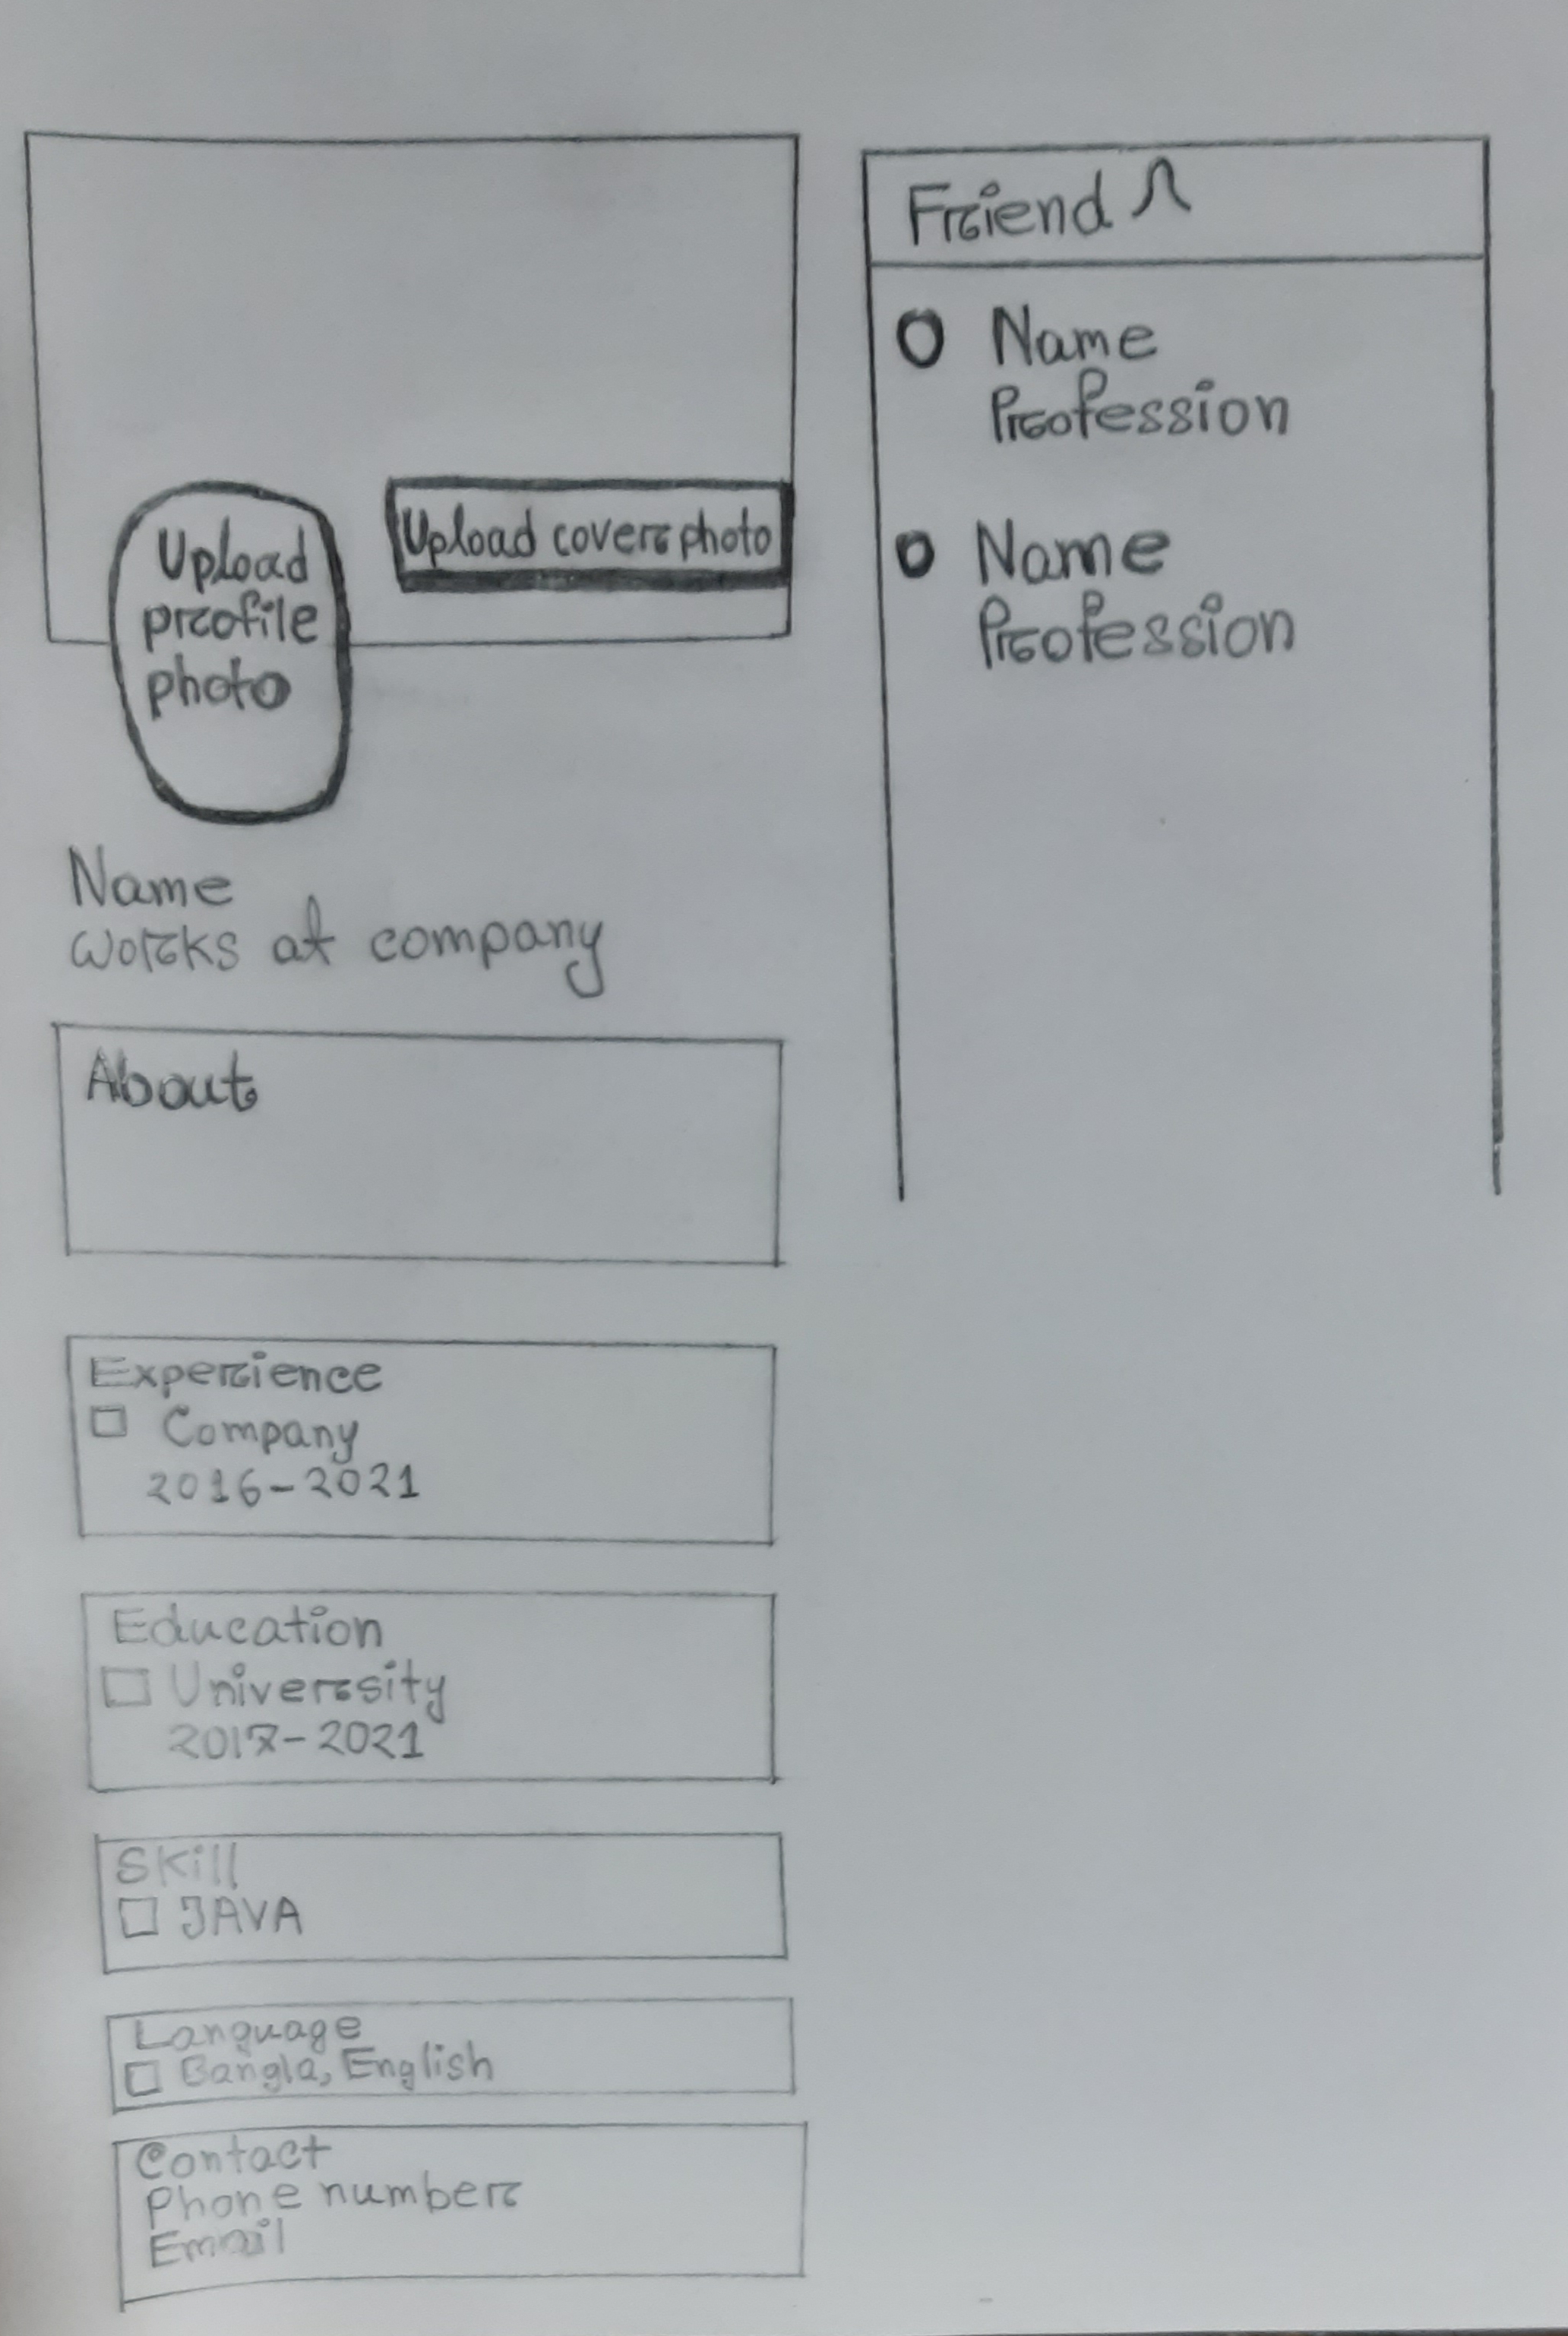 Upload cover photo
Upload
profile
photo
Name
works at company
About
Experience
Company
2016-2021
Education
University
2017-2021
Skill
JAVA
Language
Bangla, English
Contact
Phone number
Email
Friend
Name
Profession
Name
Profession